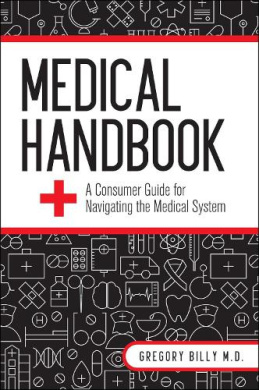 MEDICAL
HANDBOOK
A Consumer Guide for
Navigating the Medical System
GREGORY BILLY M.D.